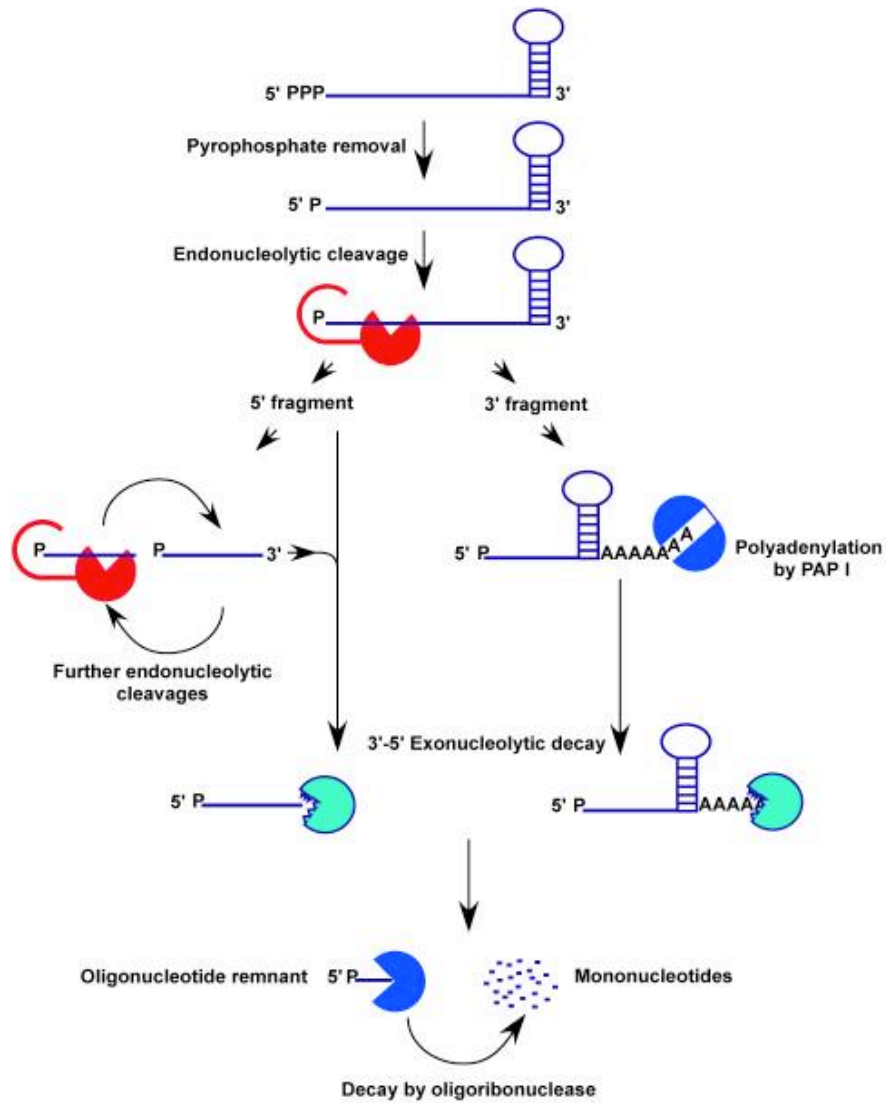 5' PPP
3'
Pyrophosphate removal
5' P
3'
Endonucleolytic cleavage
P
3'
5' fragment
3' fragment
P
P
3'
5' P
AAAAAAA
Polyadenylation
by PAP I
Further endonucleolytic
cleavages
3'-5' Exonucleolytic decay
5' P
5' P
AAAAA
Oligonucleotide remnant
5' P
Mononucleotides
Decay by oligoribonuclease